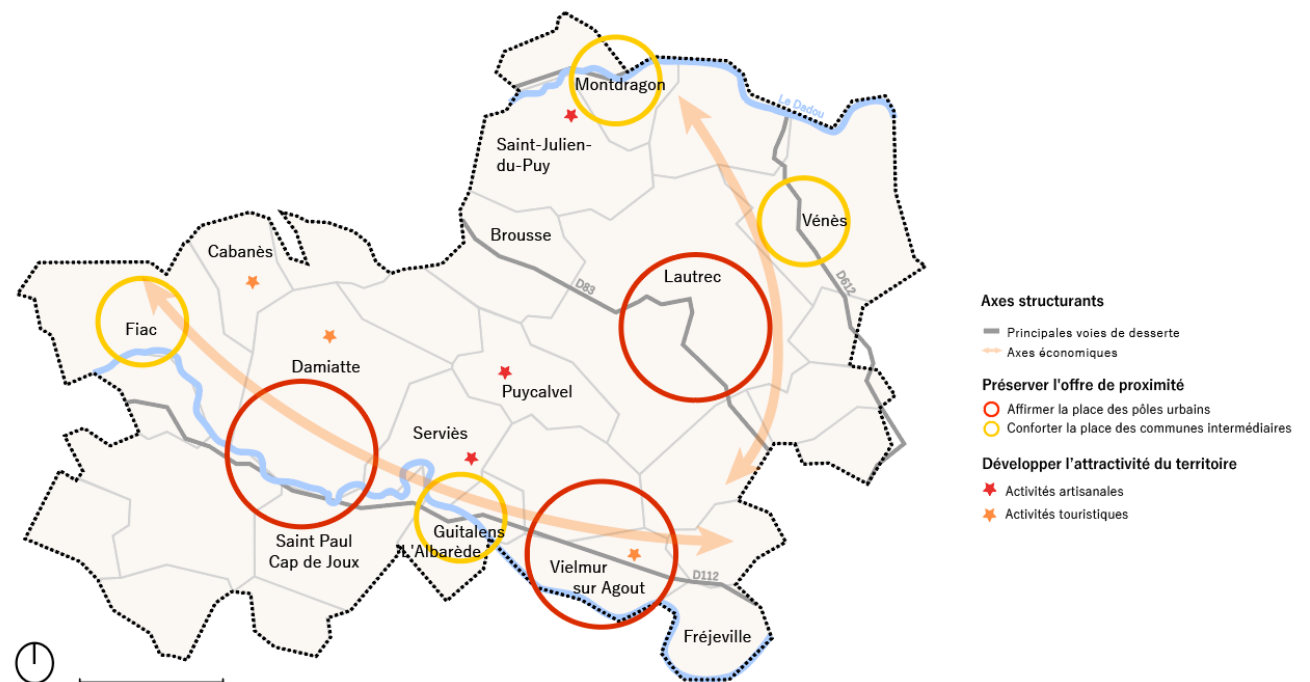 Montdragon
Le Dadou
Saint-Julien-
du-Puy
Vénès
Brousse
Cabanès
Lautrec
D83
D612
Fiac
Damiatte
Puycalvel
Serviès
Saint Paul
Cap de Joux
Guitalens
L'Albarède
Vielmur
sur Agout
D112
Fréjeville
Axes structurants
Principales voies de desserte
Axes économiques
Préserver l'offre de proximité
Affirmer la place des pôles urbains
Conforter la place des communes intermédiaires
Développer l'attractivité du territoire
Activités artisanales
Activités touristiques